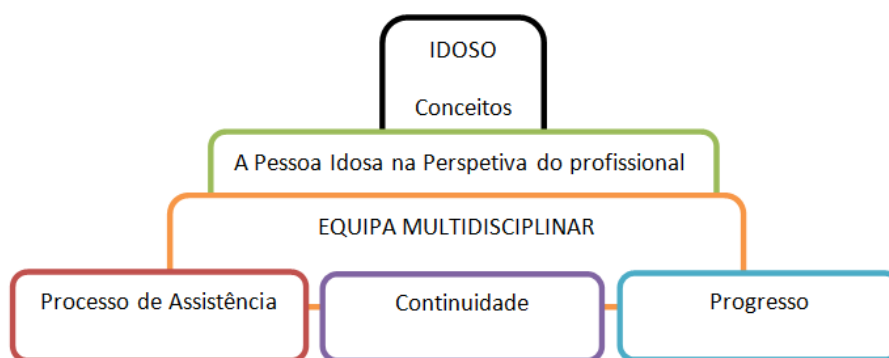 IDOSO
Conceitos
A Pessoa Idosa na Perspetiva do profissional
EQUIPA MULTIDISCIPLINAR
Processo de Assistência
Continuidade
Progresso